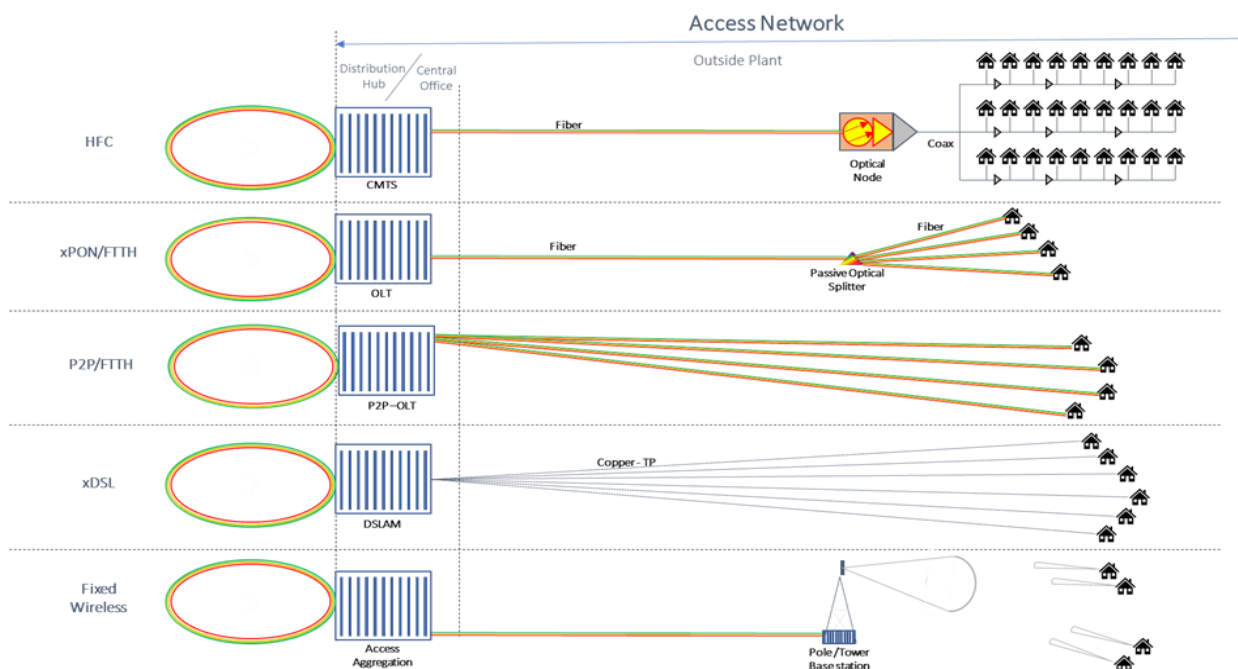 Access Network
Distribution
Hub
Central
Office
Outside Plant
HFC
Fiber
CMTS
Optical
Node
Coax
xPON/FTTH
Fiber
Fiber
OLT
Passive Optical
Splitter
P2P/FTTH
P2P-OLT
xDSL
Copper - TP
DSLAM
Fixed
Wireless
Access
Aggregation
Pole/Tower
Base station